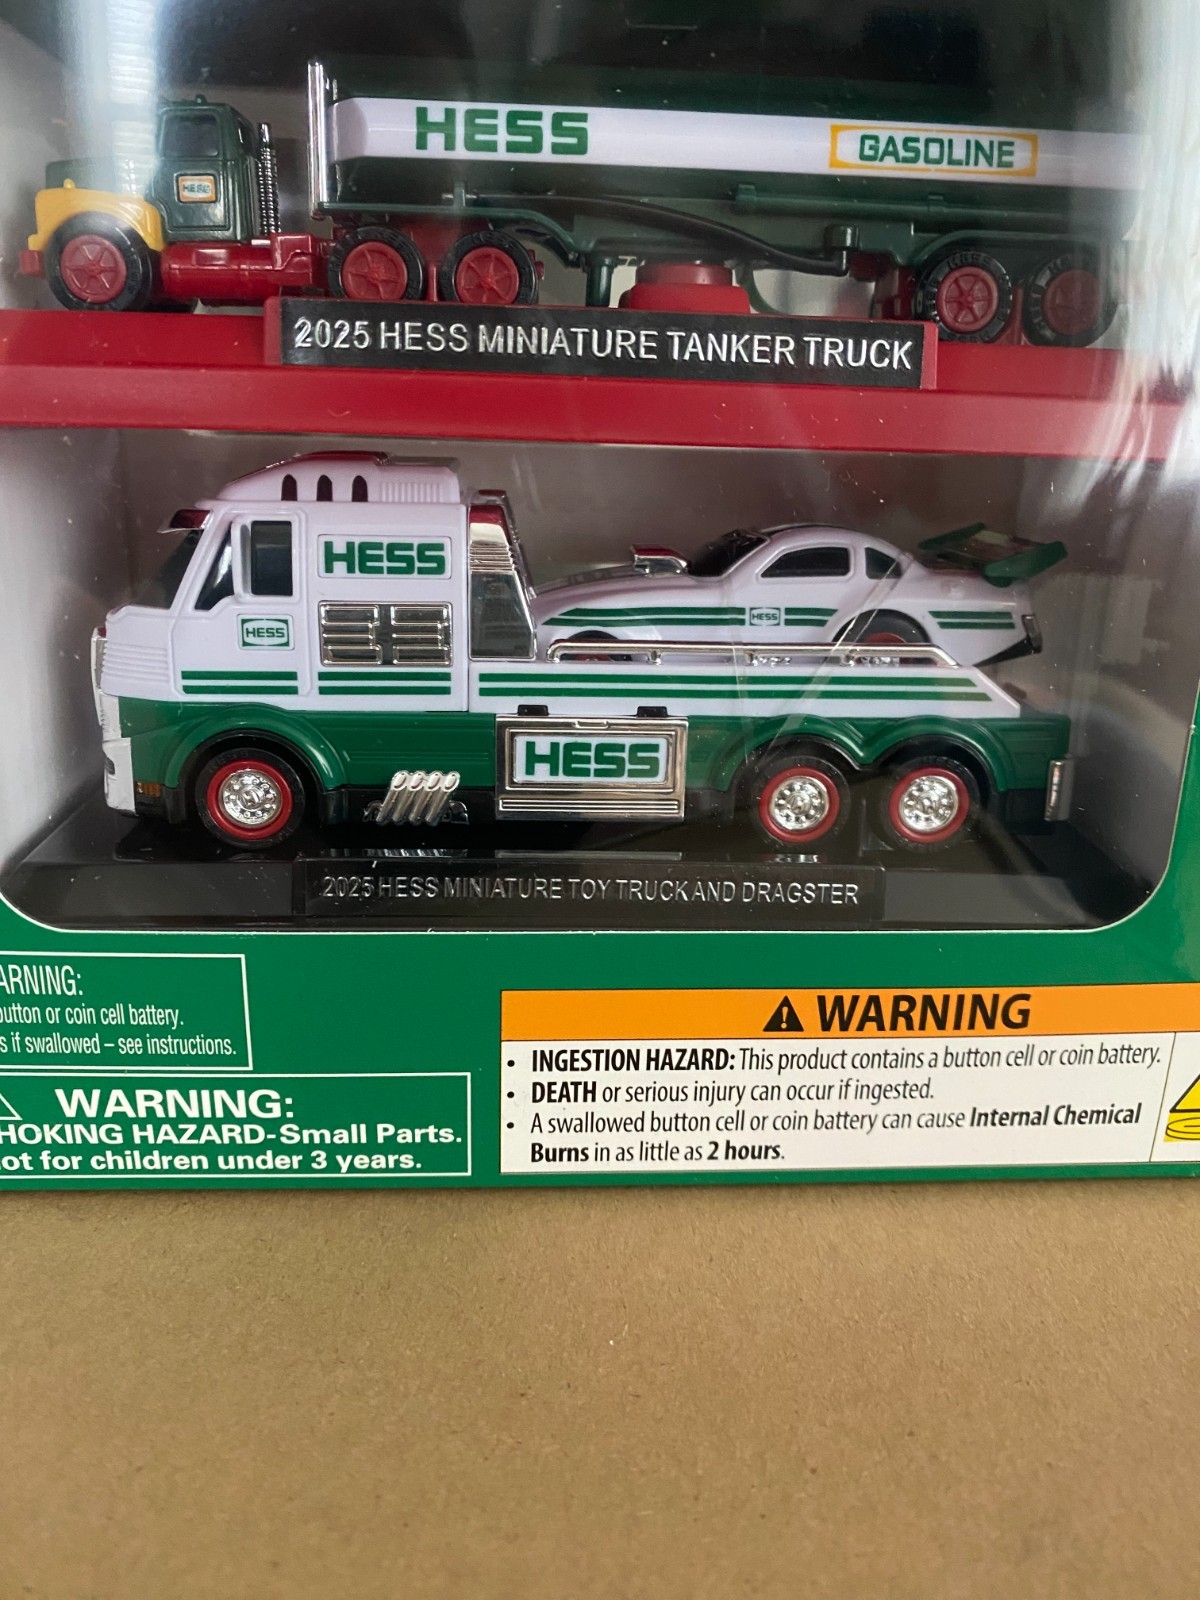 HESS
GASOLINE
HESS
2025 HESS MINIATURE TANKER TRUCK
HESS
HESS
HESS
HESS
2025 HESS MINIATURE TOY TRUCK AND DRAGSTER
ARNING:
button or coin cell battery.
s if swallowed – see instructions.
WARNING:
HOKING HAZARD-Small Parts.
ot for children under 3 years.
WARNING
• INGESTION HAZARD: This product contains a button cell or coin battery.
• DEATH or serious injury can occur if ingested.
• A swallowed button cell or coin battery can cause Internal Chemical
Burns in as little as 2 hours.